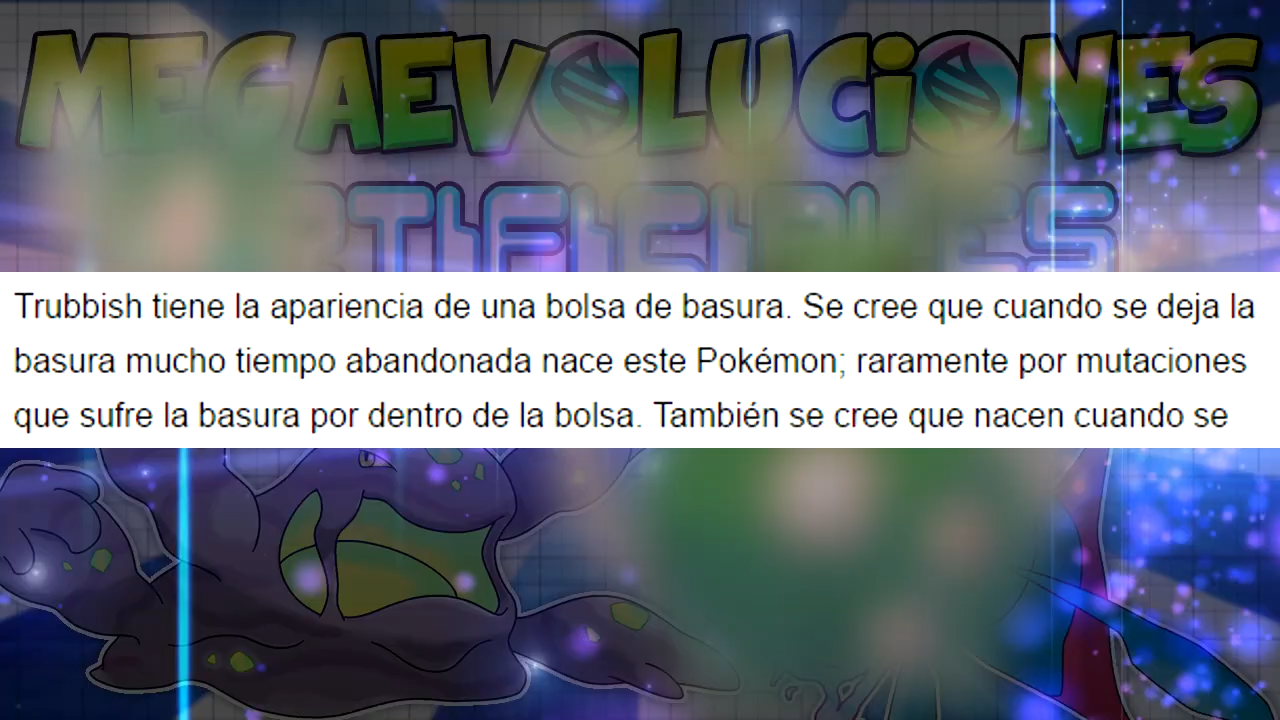 MEGAEVOLUCiONES
Trubbish tiene la apariencia de una bolsa de basura. Se cree que cuando se deja la
basura mucho tiempo abandonada nace este Pokémon; raramente por mutaciones
que sufre la basura por dentro de la bolsa. También se cree que nacen cuando se